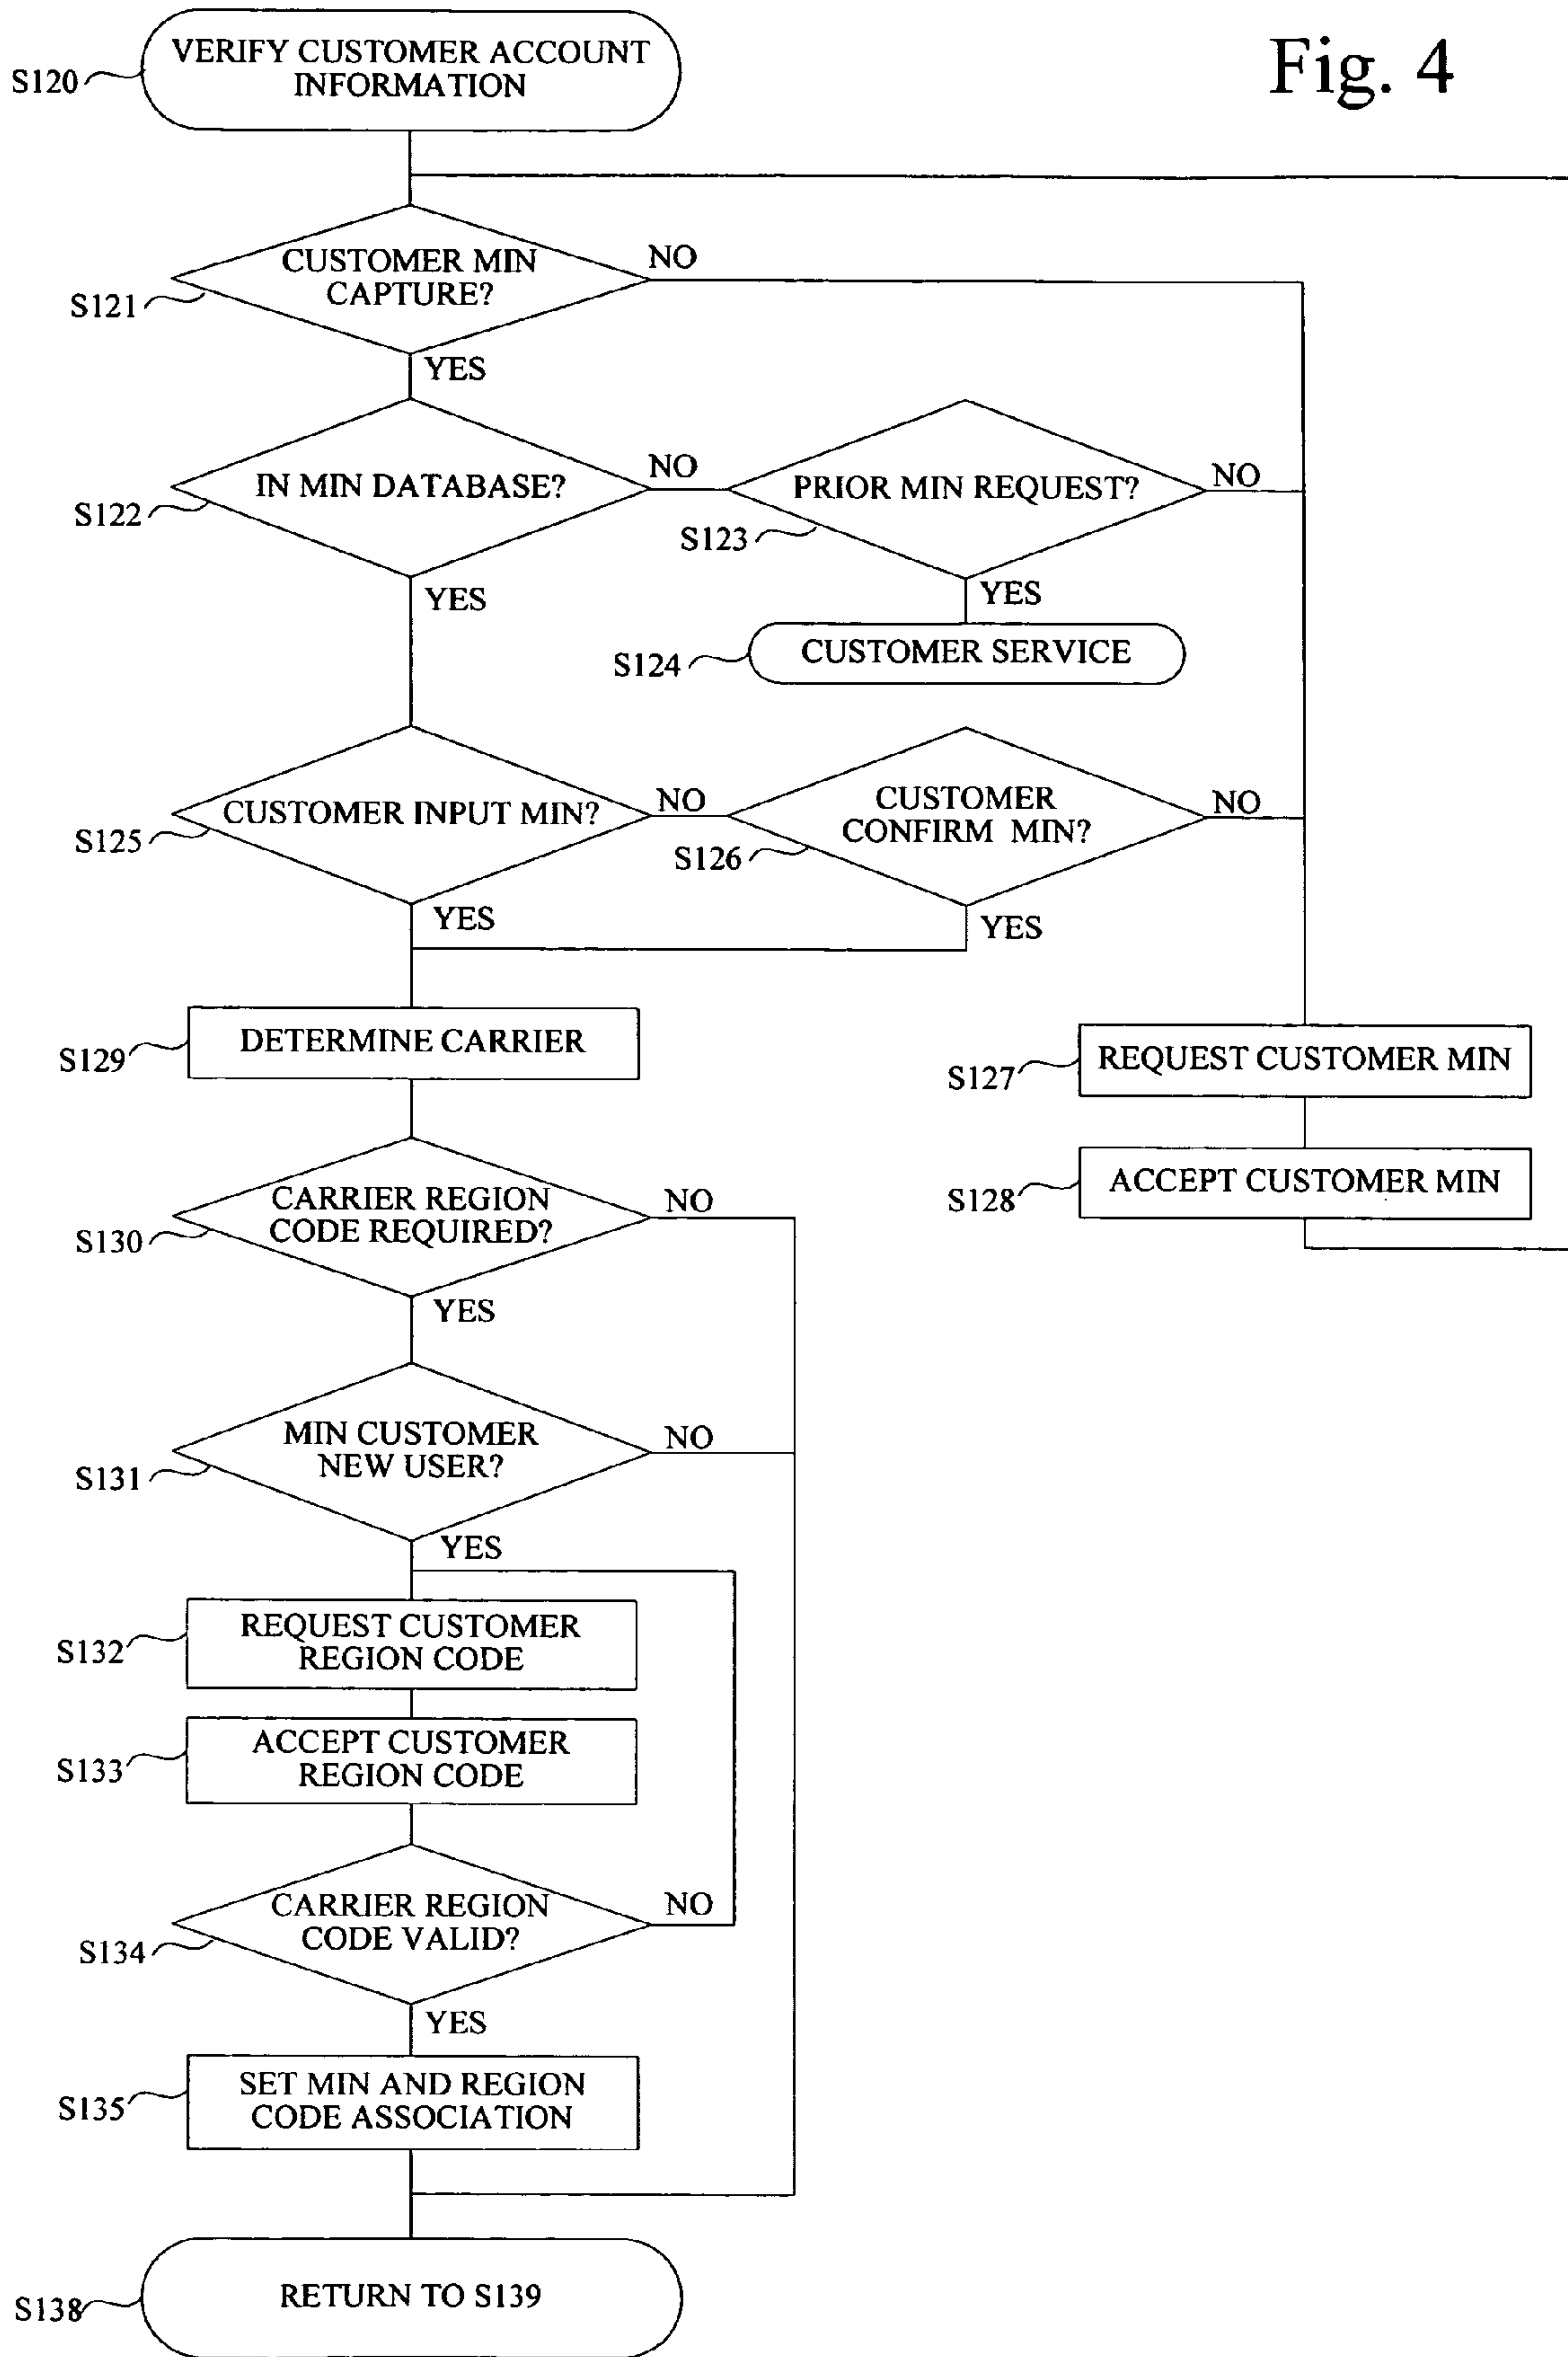 Fig. 4
VERIFY CUSTOMER ACCOUNT
INFORMATION
S120
CUSTOMER MIN
CAPTURE?
NO
S121
YES
IN MIN DATABASE?
NO
S122
YES
PRIOR MIN REQUEST?
NO
S123
YES
CUSTOMER SERVICE
S124
CUSTOMER INPUT MIN?
NO
S125
YES
CUSTOMER
CONFIRM MIN?
NO
S126
YES
DETERMINE CARRIER
S129
REQUEST CUSTOMER MIN
S127
ACCEPT CUSTOMER MIN
S128
CARRIER REGION
CODE REQUIRED?
NO
S130
YES
MIN CUSTOMER
NEW USER?
NO
S131
YES
REQUEST CUSTOMER
REGION CODE
S132
ACCEPT CUSTOMER
REGION CODE
S133
CARRIER REGION
CODE VALID?
NO
S134
YES
SET MIN AND REGION
CODE ASSOCIATION
S135
RETURN TO S139
S138